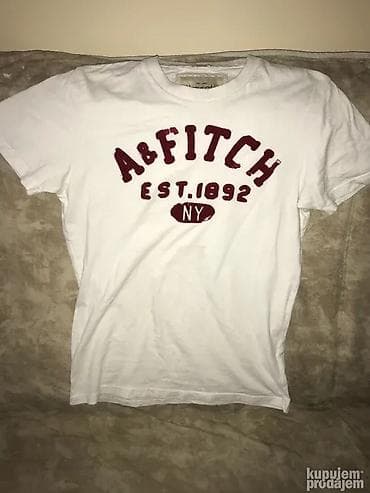 A&FITCH
EST.1892
NY
kupujem
prodajem